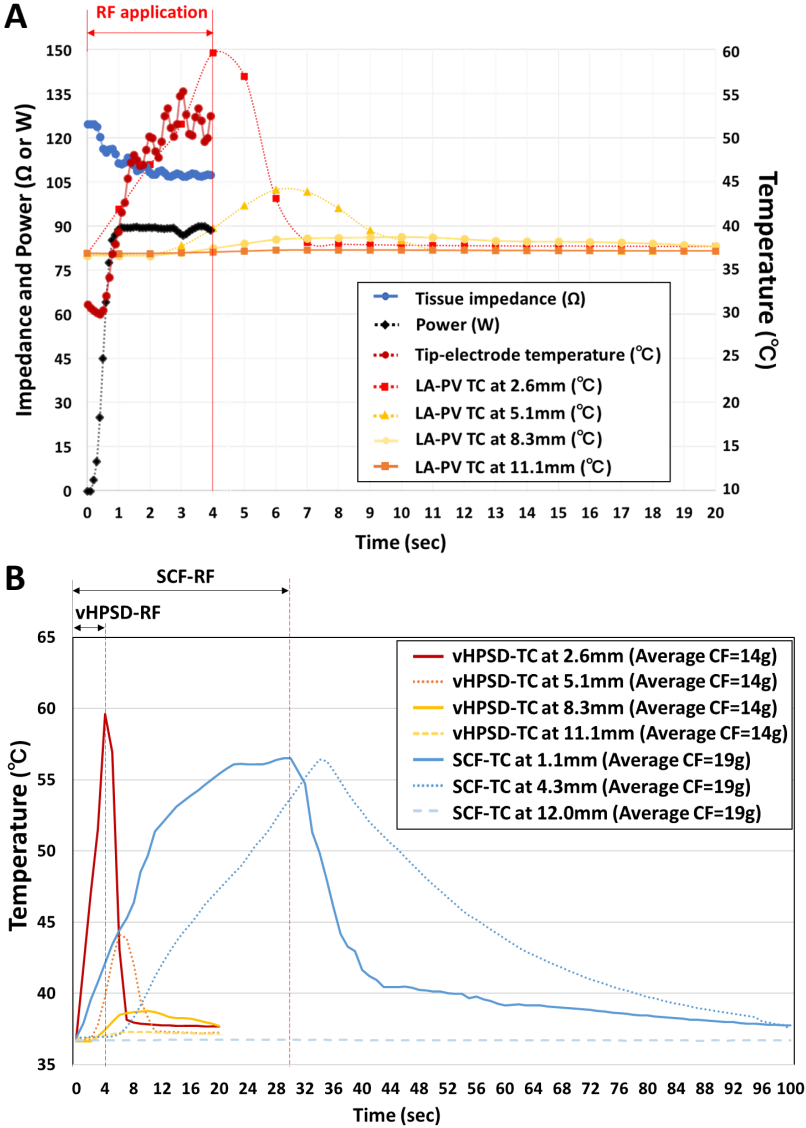 A
RF application
150
135
120
105
90
75
60
45
30
15
0
Impedance and Power (Ω or W)
60
55
50
45
40
35
30
25
20
15
10
Temperature (℃)
Tissue impedance (Ω)
Power (W)
Tip-electrode temperature (℃)
LA-PV TC at 2.6mm (℃)
LA-PV TC at 5.1mm (℃)
LA-PV TC at 8.3mm (℃)
LA-PV TC at 11.1mm (℃)
0 1 2 3 4 5 6 7 8 9 10 11 12 13 14 15 16 17 18 19 20
Time (sec)
B
SCF-RF
vHPSD-RF
65
60
55
50
45
40
35
Temperature (℃)
vHPSD-TC at 2.6mm (Average CF=14g)
vHPSD-TC at 5.1mm (Average CF=14g)
vHPSD-TC at 8.3mm (Average CF=14g)
vHPSD-TC at 11.1mm (Average CF=14g)
SCF-TC at 1.1mm (Average CF=19g)
SCF-TC at 4.3mm (Average CF=19g)
SCF-TC at 12.0mm (Average CF=19g)
0 4 8 12 16 20 24 28 32 36 40 44 48 52 56 60 64 68 72 76 80 84 88 92 96 100
Time (sec)